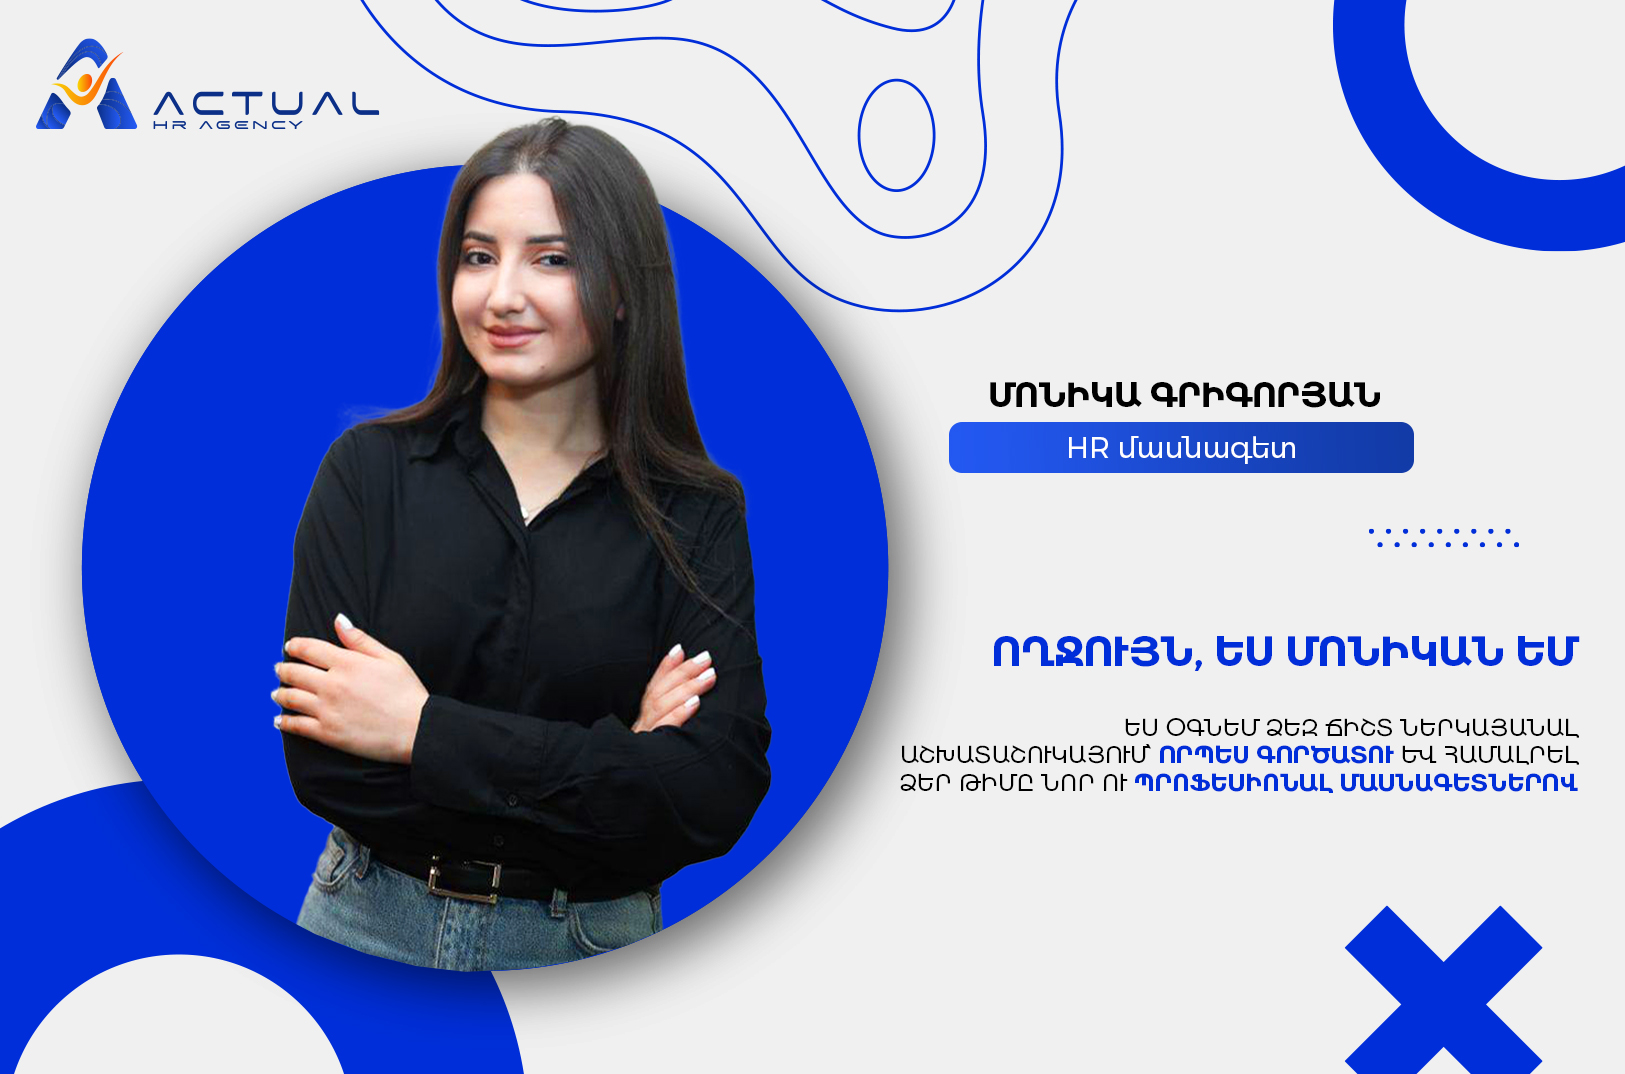 ACTUAL
HR AGENCY
ՄՈՆԻԿԱ ԳՐԻԳՈՐՅԱՆ
HR մասնագետ
ՈՂՋՈՒՅՆ, ԵՍ ՄՈՆԻԿԱՆ ԵՄ
ԵՍ ՕԳՆԵՄ ՁԵԶ ՃԻՇՏ ՆԵՐԿԱՅԱՆԱԼ
ԱՇԽԱՏԱՇՈՒԿԱՅՈՒՄ՝ ՈՐՊԵՍ ԳՈՐԾԱՏՈՒ ԵՎ ՀԱՄԱԼՐԵԼ
ՁԵՐ ԹԻՄԸ ՆՈՐ ՈՒ ՊՐՈՖԵՍԻՈՆԱԼ ՄԱՍՆԱԳԵՏՆԵՐՈՎ